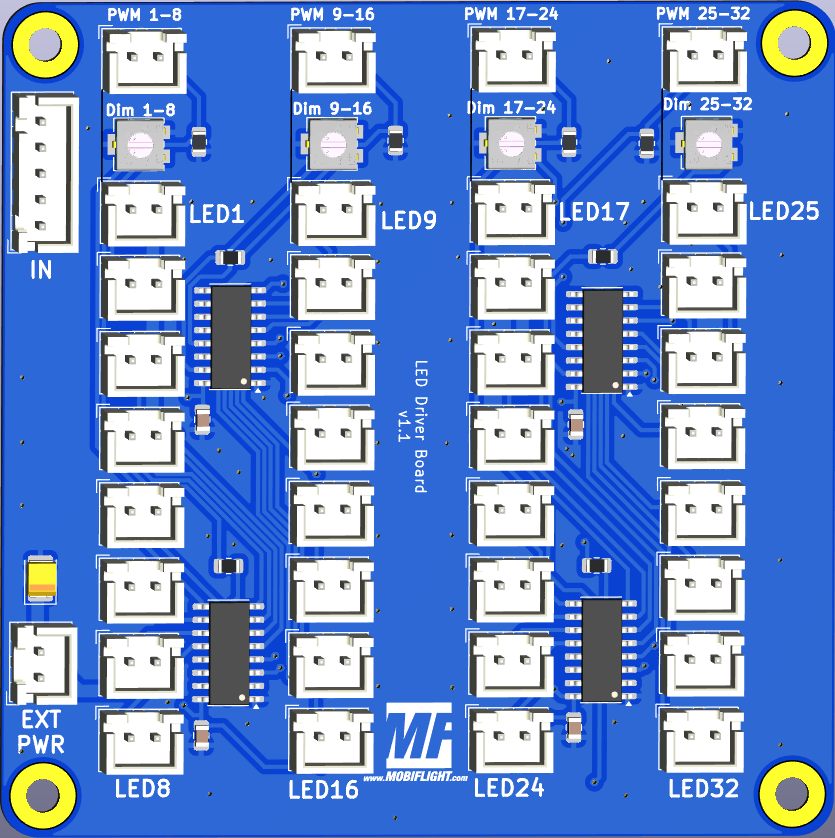 PWM 1-8
PWM 9-16
PWM 17-24
PWM 25-32
Dim 1-8
Dim 9-16
Dim 17-24
Dim 25-32
LED1
LED9
LED17
LED25
IN
LED Driver Board
v1.1
EXT
PWR
MF
www.MOBIFLIGHT.com
LED8
LED16
LED24
LED32